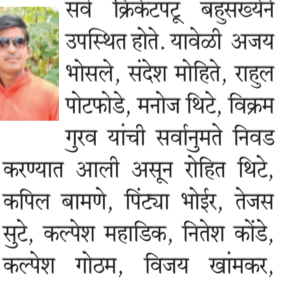 सर्व क्रिकेटपटू बहुसंख्येने
उपस्थित होते. यावेळी अजय
भोसले, संदेश मोहिते, राहुल
पोटफोडे, मनोज थिटे, विक्रम
गुरव यांची सर्वानुमते निवड
करण्यात आली असून रोहित थिटे,
कपिल बामणे, पिंट्या भोईर, तेजस
सुटे, कल्पेश महाडिक, नितेश कोंडे,
कल्पेश गोठम, विजय खांमकर,